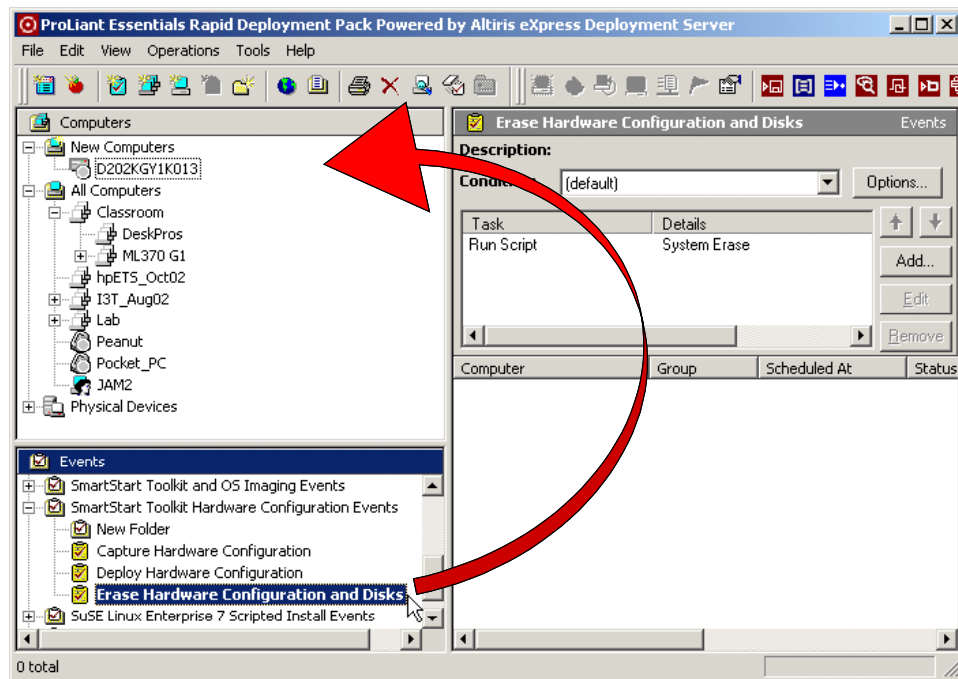 ProLiant Essentials Rapid Deployment Pack Powered by Altiris eXpress Deployment Server
File Edit View Operations Tools Help
Computers
New Computers
D202KGY1K013
All Computers
Classroom
DeskPros
ML370 G1
hpETS_Oct02
I3T_Aug02
Lab
Peanut
Pocket_PC
JAM2
Physical Devices
Events
SmartStart Toolkit and OS Imaging Events
SmartStart Toolkit Hardware Configuration Events
New Folder
Capture Hardware Configuration
Deploy Hardware Configuration
Erase Hardware Configuration and Disks
SuSE Linux Enterprise 7 Scripted Install Events
Erase Hardware Configuration and Disks Events
Description:
(default) Options...
Task Details
Run Script System Erase
Add...
Edit
Remove
Computer Group Scheduled At Status
0 total